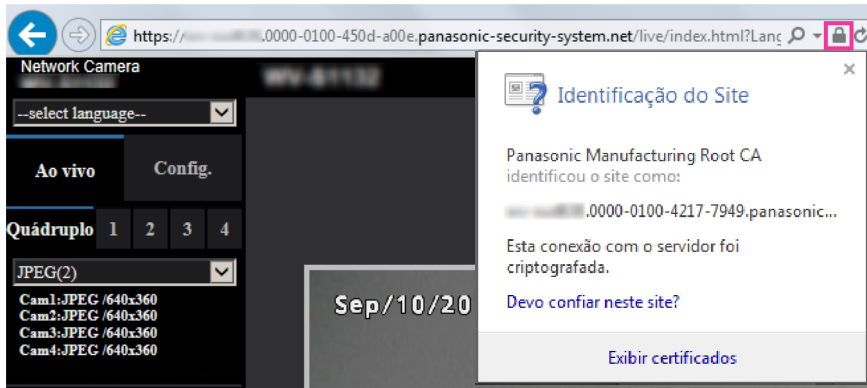 https:// .0000-0100-450d-a00e.panasonic-security-system.net/live/index.html?Lang
Network Camera
--select language--
Ao vivo
Config.
Quádruplo 1 2 3 4
JPEG(2)
Cam1:JPEG /640x360
Cam2:JPEG /640x360
Cam3:JPEG /640x360
Cam4:JPEG /640x360
Sep/10/20
Identificação do Site
Panasonic Manufacturing Root CA
identificou o site como:
.0000-0100-4217-7949.panasonic...
Esta conexão com o servidor foi
criptografada.
Devo confiar neste site?
Exibir certificados